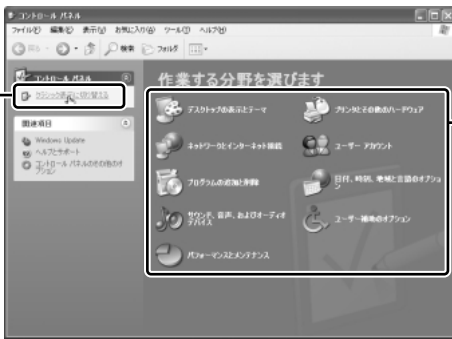 コントロール パネル
ファイル(F) 編集(E) 表示(V) お気に入り(A) ツール(T) ヘルプ(H)
戻る 検索 フォルダ
コントロール パネル
クラシック表示に切り替える
関連項目
Windows Update
ヘルプとサポート
コントロール パネルのその他のオプション
作業する分野を選びます
デスクトップの表示とテーマ
プリンタとその他のハードウェア
ネットワークとインターネット接続
ユーザー アカウント
プログラムの追加と削除
日付、時刻、地域と言語のオプション
サウンド、音声、およびオーディオ デバイス
ユーザー補助のオプション
パフォーマンスとメンテナンス